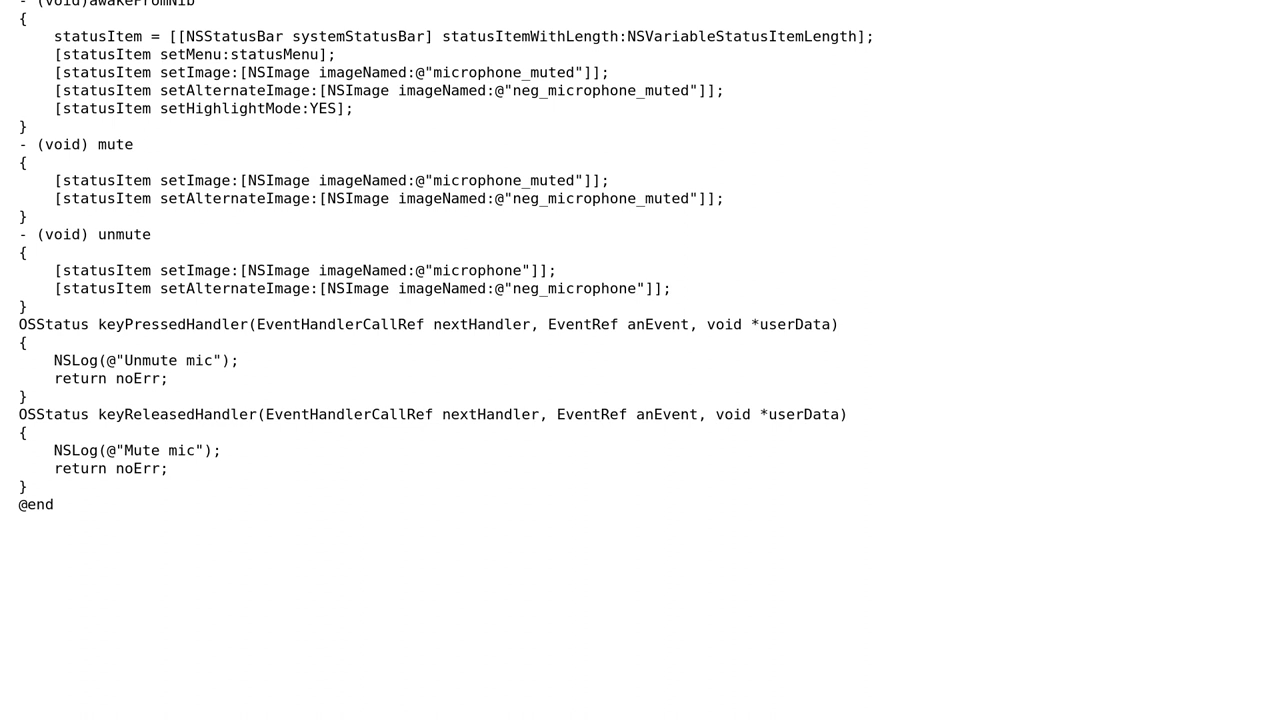 - (void)awakeFromNib
{
    statusItem = [[NSStatusBar systemStatusBar] statusItemWithLength:NSVariableStatusItemLength];
    [statusItem setMenu:statusMenu];
    [statusItem setImage:[NSImage imageNamed:@"microphone_muted"]];
    [statusItem setAlternateImage:[NSImage imageNamed:@"neg_microphone_muted"]];
    [statusItem setHighlightMode:YES];
}
- (void) mute
{
    [statusItem setImage:[NSImage imageNamed:@"microphone_muted"]];
    [statusItem setAlternateImage:[NSImage imageNamed:@"neg_microphone_muted"]];
}
- (void) unmute
{
    [statusItem setImage:[NSImage imageNamed:@"microphone"]];
    [statusItem setAlternateImage:[NSImage imageNamed:@"neg_microphone"]];
}
OSStatus keyPressedHandler(EventHandlerCallRef nextHandler, EventRef anEvent, void *userData)
{
    NSLog(@"Unmute mic");
    return noErr;
}
OSStatus keyReleasedHandler(EventHandlerCallRef nextHandler, EventRef anEvent, void *userData)
{
    NSLog(@"Mute mic");
    return noErr;
}
@end